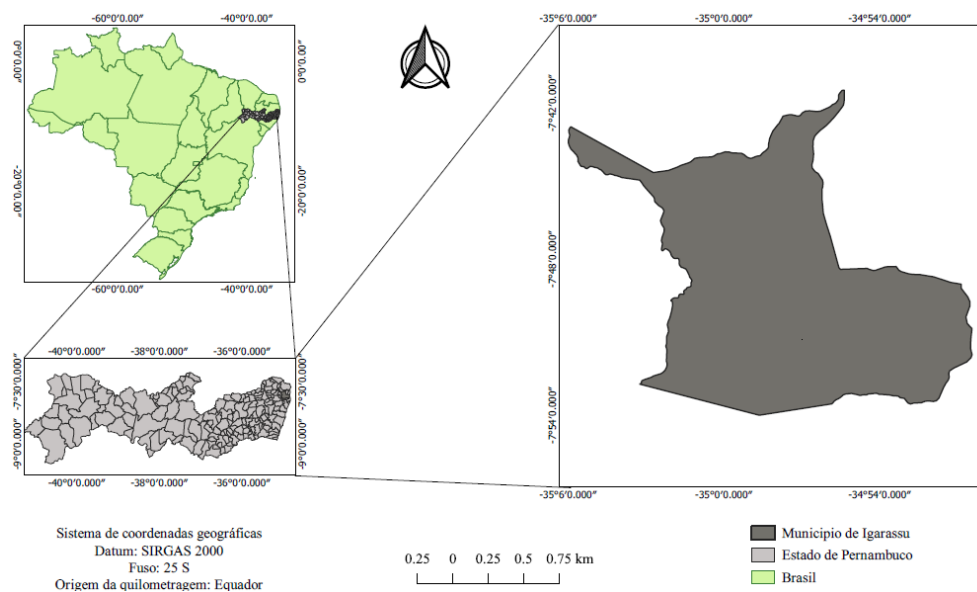 -60°0′0.00″ -40°0′0.00″
0°0′0.00″
0°0′0.00″
-20°0′0.00″
-20°0′0.00″
-60°0′0.00″ -40°0′0.00″
-40°0′0.000″ -38°0′0.000″ -36°0′0.000″
-7°30′0.000″
-7°30′0.000″
-9°0′0.000″
-9°0′0.000″
-40°0′0.000″ -38°0′0.000″ -36°0′0.000″
-35°6′0.000″ -35°0′0.000″ -34°54′0.000″
-7°42′0.000″
-7°48′0.000″
-7°54′0.000″
-35°6′0.000″ -35°0′0.000″ -34°54′0.000″
Sistema de coordenadas geográficas
Datum: SIRGAS 2000
Fuso: 25 S
Origem da quilometragem: Equador
0.25 0 0.25 0.5 0.75 km
Municipio de Igarassu
Estado de Pernambuco
Brasil